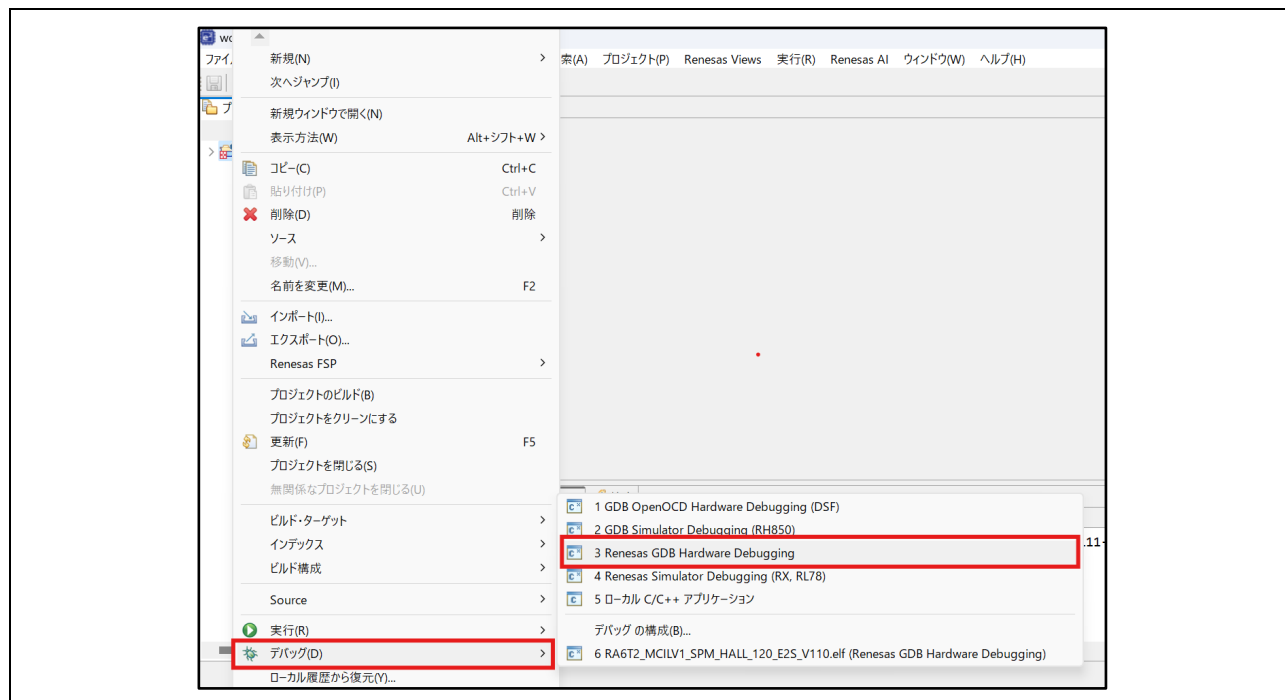 wo
ファイ 索(A) プロジェクト(P) Renesas Views 実行(R) Renesas AI ウィンドウ(W) ヘルプ(H)
プ
新規(N) >
次へジャンプ(I)
新規ウィンドウで開く(N)
表示方法(W) Alt+シフト+W >
コピー(C) Ctrl+C
貼り付け(P) Ctrl+V
削除(D) 削除
ソース >
移動(V)...
名前を変更(M)... F2
インポート(I)...
エクスポート(O)...
Renesas FSP >
プロジェクトのビルド(B)
プロジェクトをクリーンにする
更新(F) F5
プロジェクトを閉じる(S)
無関係なプロジェクトを閉じる(U)
ビルド・ターゲット >
インデックス >
ビルド構成 >
Source >
実行(R) >
デバッグ(D) >
ローカル履歴から復元(Y)...
1 GDB OpenOCD Hardware Debugging (DSF)
2 GDB Simulator Debugging (RH850)
3 Renesas GDB Hardware Debugging
4 Renesas Simulator Debugging (RX, RL78)
5 ローカル C/C++ アプリケーション
デバッグ の構成(B)...
6 RA6T2_MCILV1_SPM_HALL_120_E2S_V110.elf (Renesas GDB Hardware Debugging)
.11